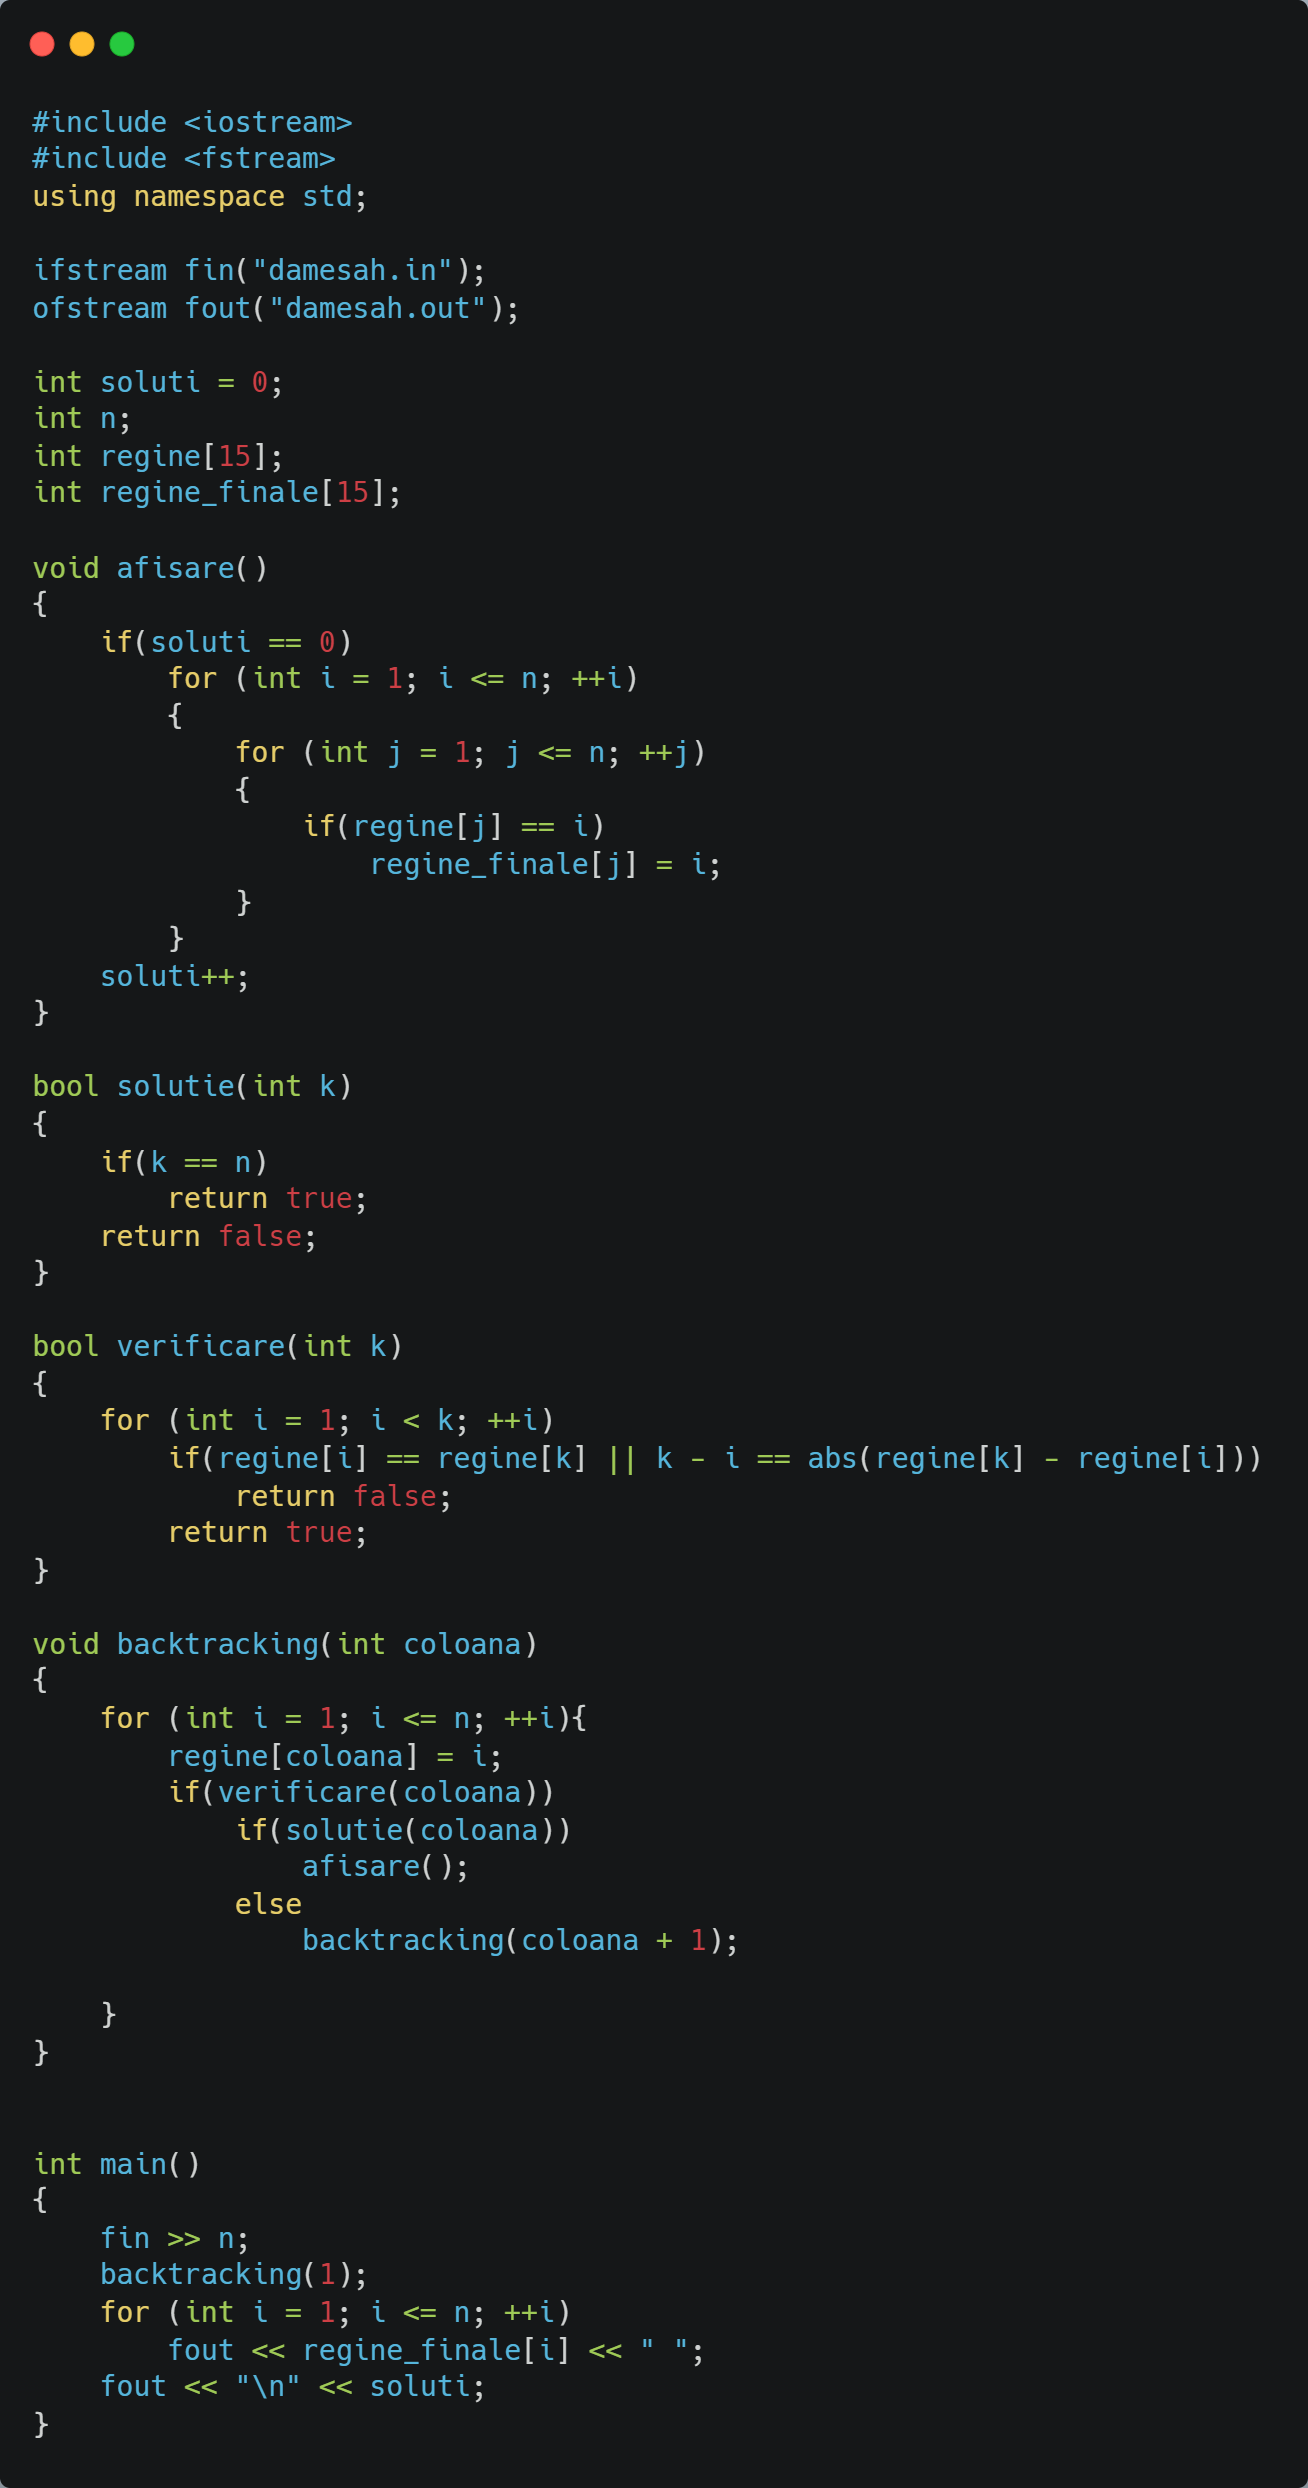 #include <iostream>
#include <fstream>
using namespace std;

ifstream fin("damesah.in");
ofstream fout("damesah.out");

int soluti = 0;
int n;
int regine[15];
int regine_finale[15];

void afisare()
{
    if(soluti == 0)
        for (int i = 1; i <= n; ++i)
        {
            for (int j = 1; j <= n; ++j)
            {
                if(regine[j] == i)
                    regine_finale[j] = i;
            }
        }
    soluti++;
}

bool solutie(int k)
{
    if(k == n)
        return true;
    return false;
}

bool verificare(int k)
{
    for (int i = 1; i < k; ++i)
        if(regine[i] == regine[k] || k - i == abs(regine[k] - regine[i]))
            return false;
        return true;
}

void backtracking(int coloana)
{
    for (int i = 1; i <= n; ++i){
        regine[coloana] = i;
        if(verificare(coloana))
            if(solutie(coloana))
                afisare();
            else
                backtracking(coloana + 1);

    }
}


int main()
{
    fin >> n;
    backtracking(1);
    for (int i = 1; i <= n; ++i)
        fout << regine_finale[i] << " ";
    fout << "\n" << soluti;
}